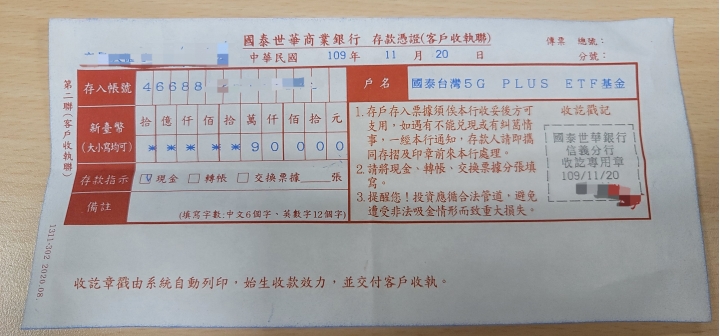 國泰世華商業銀行 存款憑證(客戶收執聯)
傳票 總號：
中華民國 109 年 11 月 20 日
分號：
第二聯(客戶收執聯)
存入帳號 46688
戶名 國泰台灣5G PLUS ETF基金
新臺幣
(大小寫均可)
拾億仟佰拾萬仟佰拾元
*****90000
存款指示 V現金 轉帳 交換票據 張
備註
(填寫字數:中文6個字、英數字12個字)
1.存戶存入票據須俟本行收妥後方可
支用，如遇有不能兌現或有糾葛情
事，一經本行通知，存款人請即攜
同存摺及印章前來本行處理。
2.請將現金、轉帳、交換票據分張填
寫。
3.提醒您！投資應循合法管道，避免
遭受非法吸金情形而致重大損失。
收訖戳記
國泰世華銀行
信義分行
收訖專用章
109/11/20
1311-302 2020.08.
收訖章戳由系統自動列印，始生收款效力，並交付客戶收執。